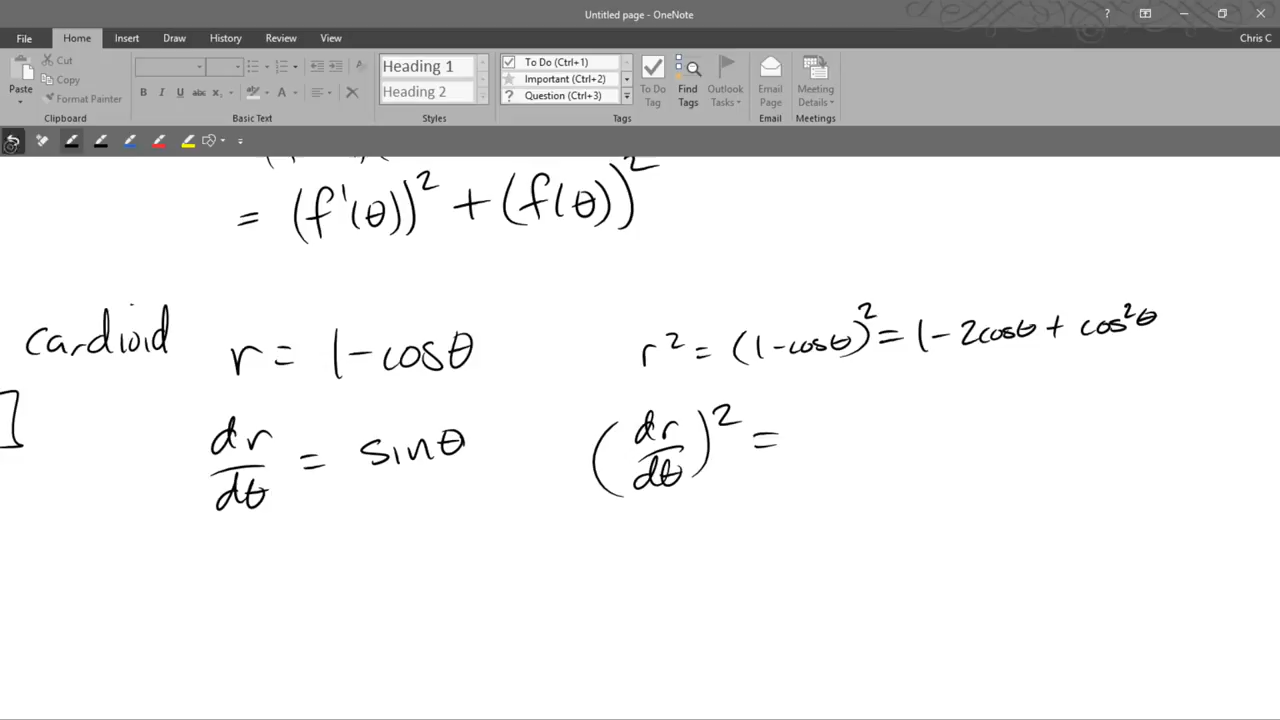 Untitled page - OneNote
?
File Home Insert Draw History Review View Chris C
Paste Cut Copy Format Painter
Clipboard
B I U abc x₂ A
Basic Text
Heading 1
Heading 2
Styles
To Do (Ctrl+1)
Important (Ctrl+2)
? Question (Ctrl+3)
To Do Tag
Find Tags
Outlook Tasks
Tags
Email Page
Email
Meeting Details
Meetings
= (f'(θ))² + (f(θ))²
cardioid r = 1-cosθ r² = (1-cosθ)² = 1-2cosθ + cos²θ
]
dr/dθ = sinθ (dr/dθ)² =